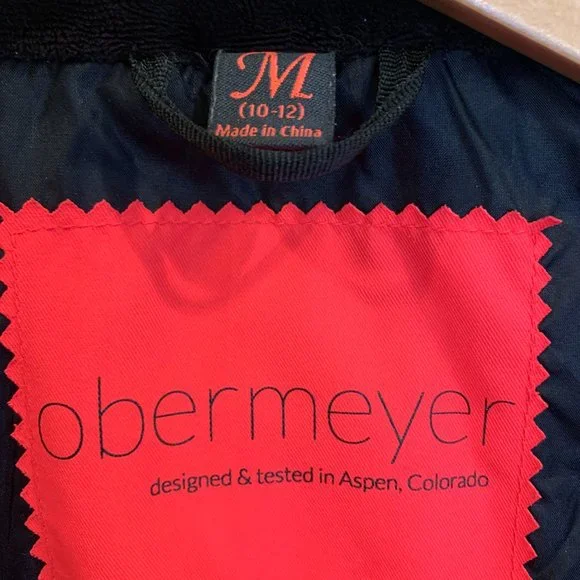 M
(10-12)
Made in China
obermeyer
designed & tested in Aspen, Colorado